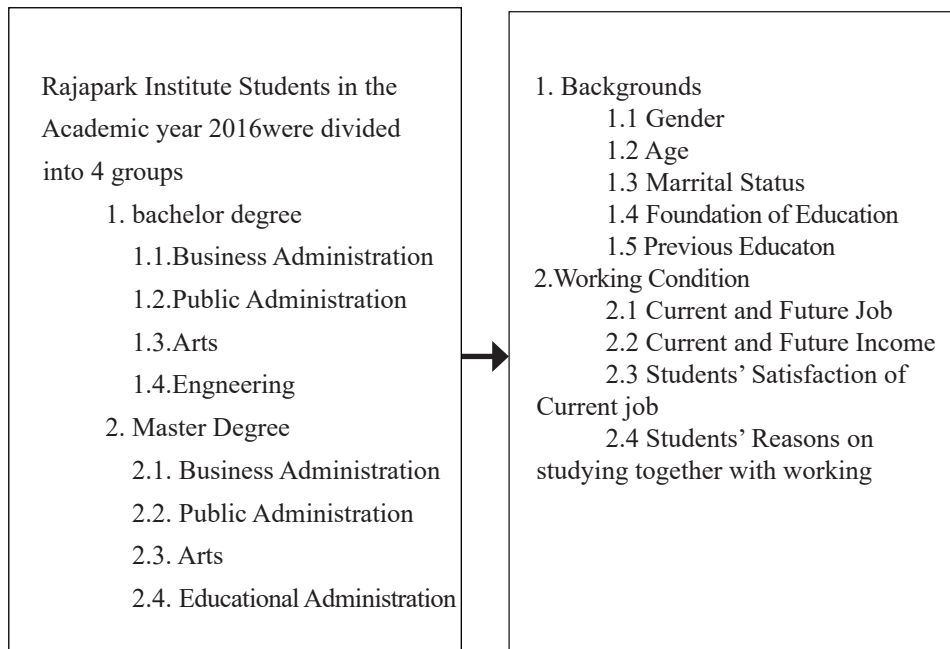 Rajapark Institute Students in the
Academic year 2016were divided
into 4 groups
1. bachelor degree
1.1.Business Administration
1.2.Public Administration
1.3.Arts
1.4.Engneering
2. Master Degree
2.1. Business Administration
2.2. Public Administration
2.3. Arts
2.4. Educational Administration
1. Backgrounds
1.1 Gender
1.2 Age
1.3 Marrital Status
1.4 Foundation of Education
1.5 Previous Educaton
2.Working Condition
2.1 Current and Future Job
2.2 Current and Future Income
2.3 Students’ Satisfaction of
Current job
2.4 Students’ Reasons on
studying together with working